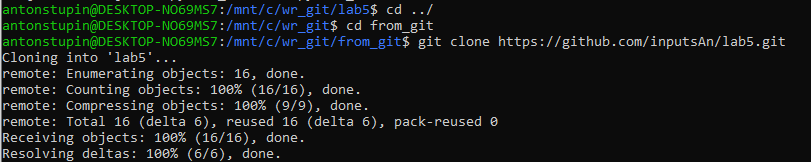 antonstupin@DESKTOP-NO69MS7:/mnt/c/wr_git/lab5$ cd ../
antonstupin@DESKTOP-NO69MS7:/mnt/c/wr_git$ cd from_git
antonstupin@DESKTOP-NO69MS7:/mnt/c/wr_git/from_git$ git clone https://github.com/inputsAn/lab5.git
Cloning into 'lab5'...
remote: Enumerating objects: 16, done.
remote: Counting objects: 100% (16/16), done.
remote: Compressing objects: 100% (9/9), done.
remote: Total 16 (delta 6), reused 16 (delta 6), pack-reused 0
Receiving objects: 100% (16/16), done.
Resolving deltas: 100% (6/6), done.